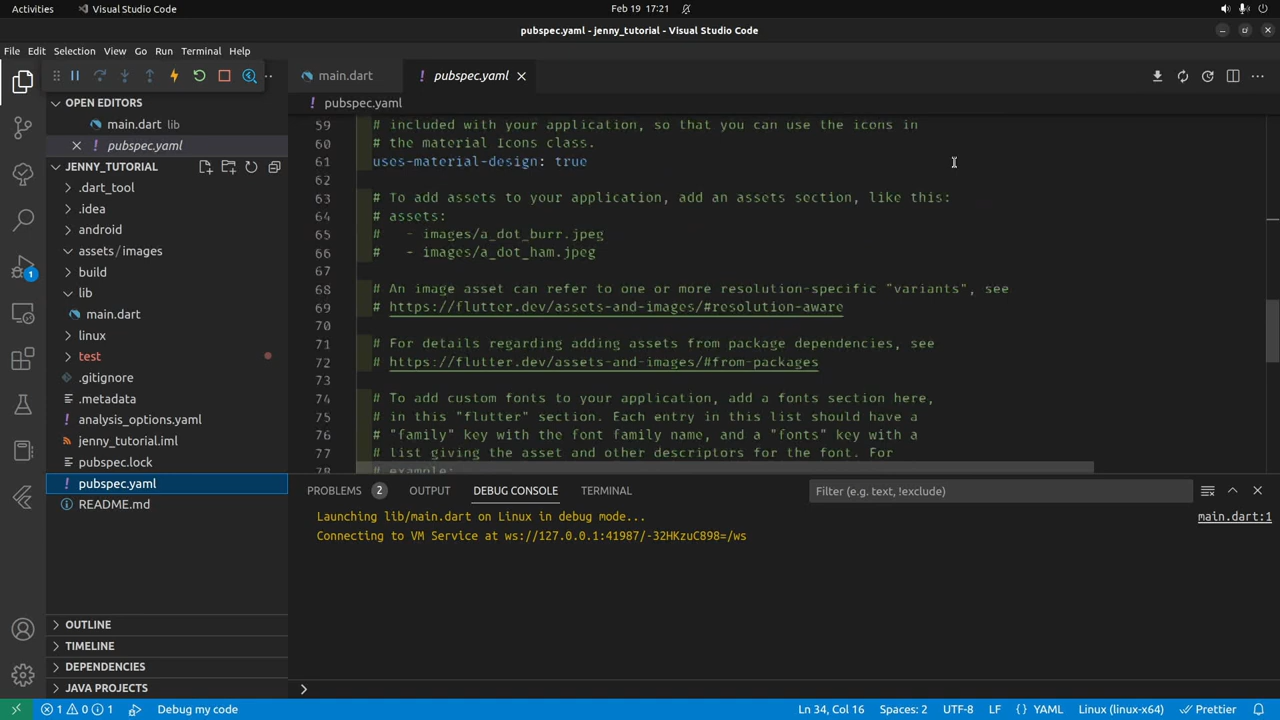 Activities
Visual Studio Code
Feb 19 17:21
pubspec.yaml - jenny_tutorial - Visual Studio Code
File Edit Selection View Go Run Terminal Help
main.dart
pubspec.yaml
OPEN EDITORS
main.dart lib
pubspec.yaml
JENNY_TUTORIAL
.dart_tool
.idea
android
assets/images
build
lib
main.dart
linux
test
.gitignore
.metadata
analysis_options.yaml
jenny_tutorial.iml
pubspec.lock
pubspec.yaml
README.md
OUTLINE
TIMELINE
DEPENDENCIES
JAVA PROJECTS
1
pubspec.yaml
59 # included with your application, so that you can use the icons in
60 # the material Icons class.
61 uses-material-design: true
62
63 # To add assets to your application, add an assets section, like this:
64 # assets:
65 #   - images/a_dot_burr.jpeg
66 #   - images/a_dot_ham.jpeg
67
68 # An image asset can refer to one or more resolution-specific "variants", see
69 # https://flutter.dev/assets-and-images/#resolution-aware
70
71 # For details regarding adding assets from package dependencies, see
72 # https://flutter.dev/assets-and-images/#from-packages
73
74 # To add custom fonts to your application, add a fonts section here,
75 # in this "flutter" section. Each entry in this list should have a
76 # "family" key with the font family name, and a "fonts" key with a
77 # list giving the asset and other descriptors for the font. For
78 # example:
PROBLEMS 2 OUTPUT DEBUG CONSOLE TERMINAL
Filter (e.g. text, !exclude)
Launching lib/main.dart on Linux in debug mode...
main.dart:1
Connecting to VM Service at ws://127.0.0.1:41987/-32HKzuC898=/ws
1 0 1 Debug my code
Ln 34, Col 16 Spaces: 2 UTF-8 LF {} YAML Linux (linux-x64) Prettier